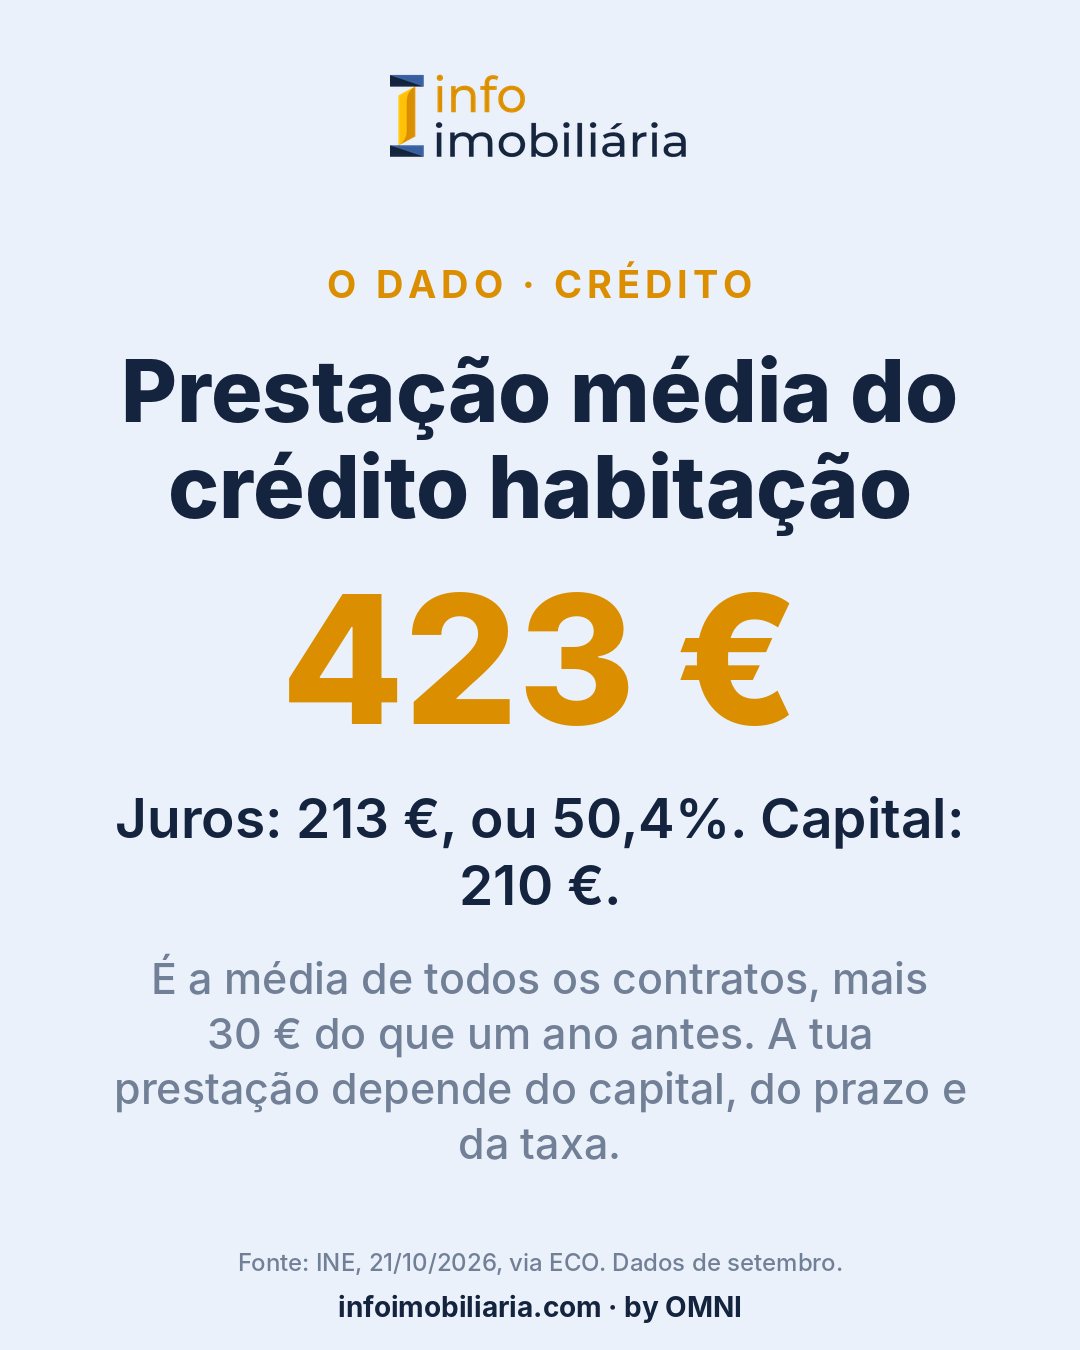 info
imobiliária
O DADO · CRÉDITO
Prestação média do
crédito habitação
423 €
Juros: 213 €, ou 50,4%. Capital:
210 €.
É a média de todos os contratos, mais
30 € do que um ano antes. A tua
prestação depende do capital, do prazo e
da taxa.
Fonte: INE, 21/10/2026, via ECO. Dados de setembro.
infoimobiliaria.com · by OMNI